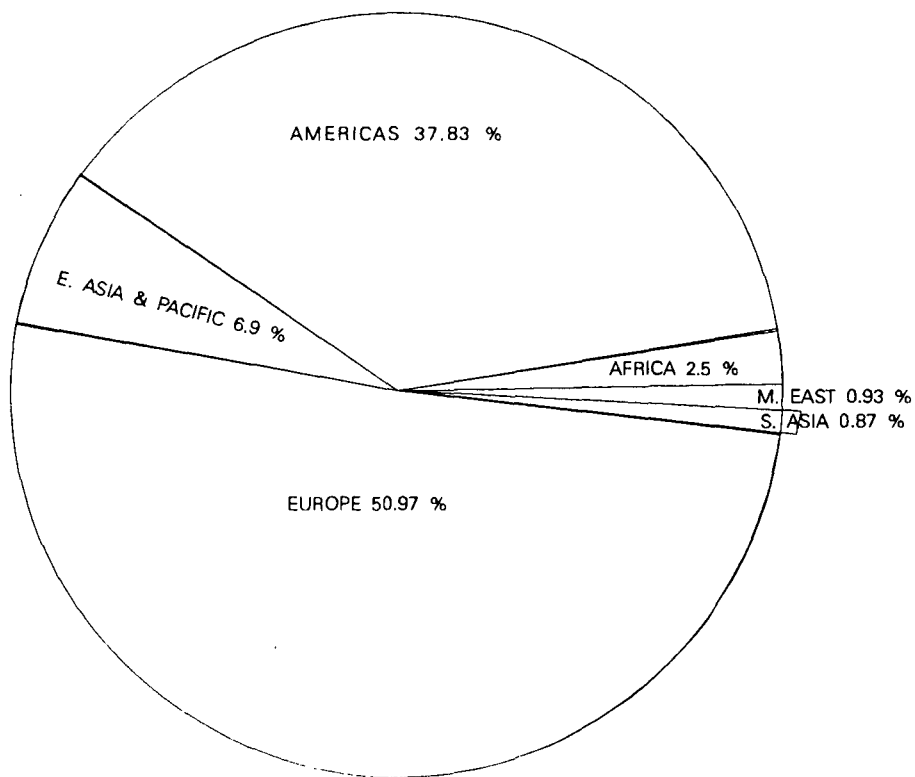 AMERICAS 37.83 %
E. ASIA & PACIFIC 6.9 %
AFRICA 2.5 %
M. EAST 0.93 %
S. ASIA 0.87 %
EUROPE 50.97 %